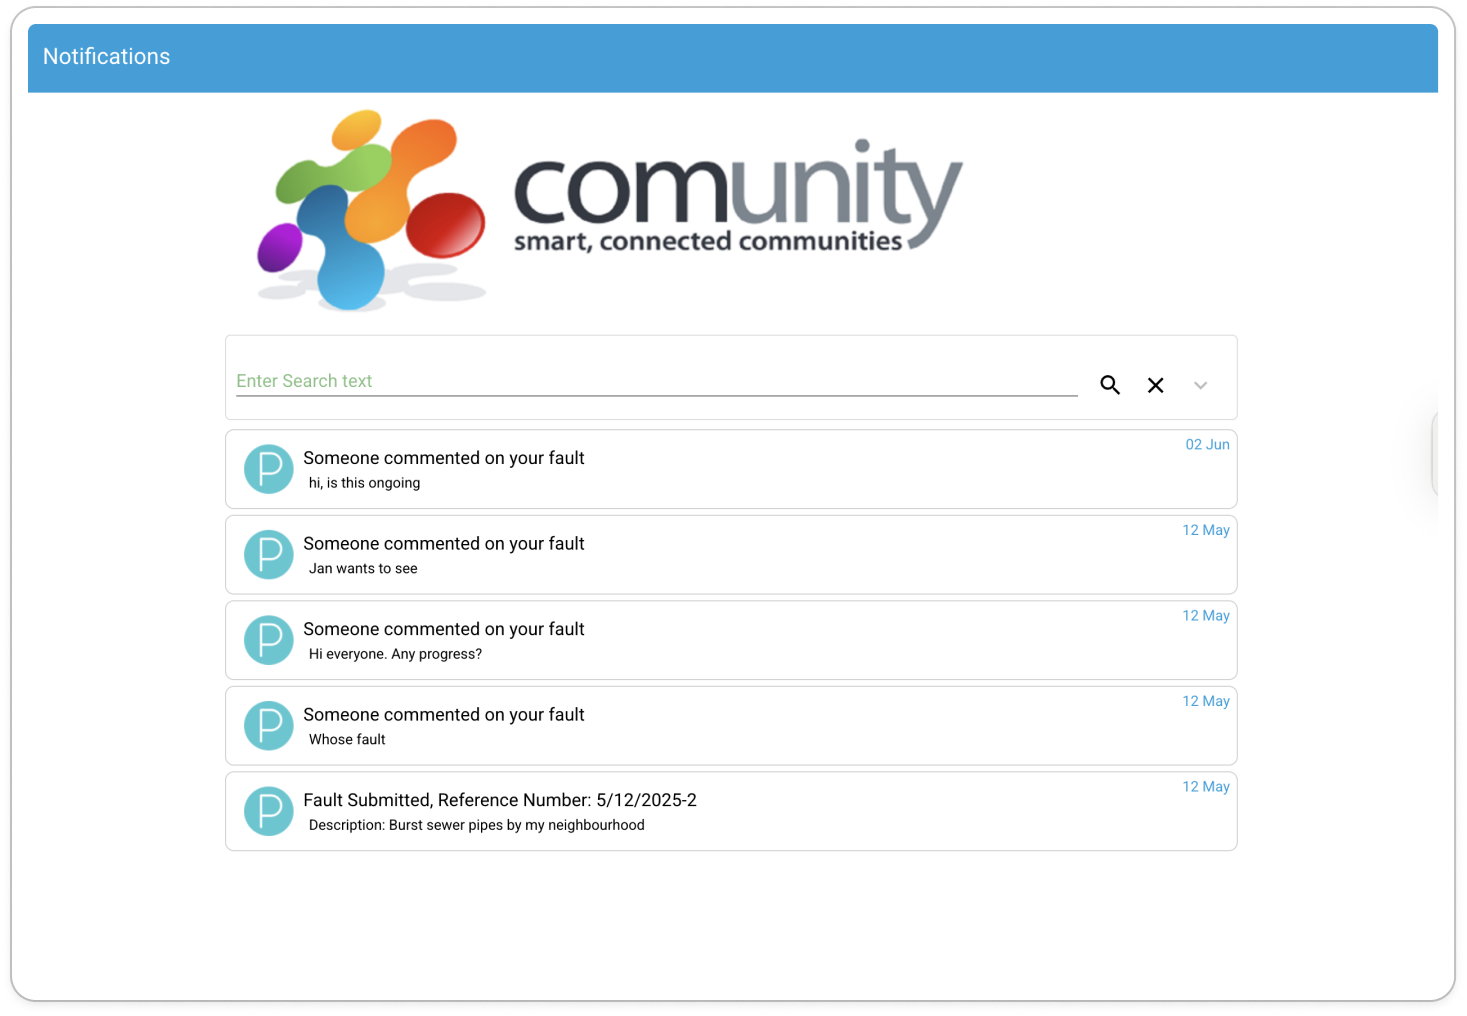 Notifications
comunity
smart, connected communities
Enter Search text
02 Jun
P
Someone commented on your fault
hi, is this ongoing
12 May
P
Someone commented on your fault
Jan wants to see
12 May
P
Someone commented on your fault
Hi everyone. Any progress?
12 May
P
Someone commented on your fault
Whose fault
12 May
P
Fault Submitted, Reference Number: 5/12/2025-2
Description: Burst sewer pipes by my neighbourhood